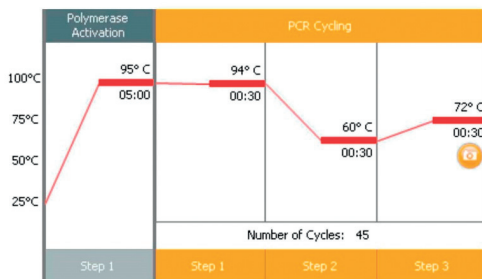 Polymerase
Activation
PCR Cycling
95° C
05:00
94° C
00:30
60° C
00:30
72° C
00:30
100°C
75°C
50°C
25°C
Number of Cycles: 45
Step 1
Step 1
Step 2
Step 3